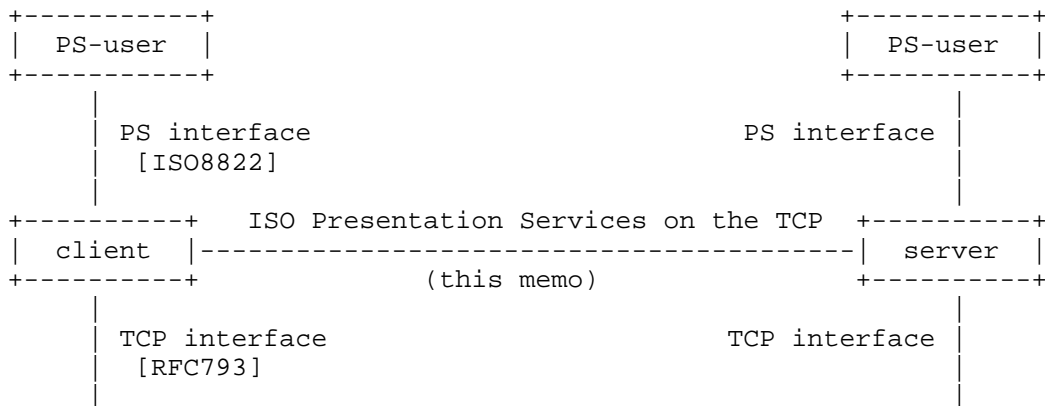 PS-user PS-user
PS interface PS interface
[ISO8822]
ISO Presentation Services on the TCP
client server
(this memo)
TCP interface TCP interface
[RFC793]